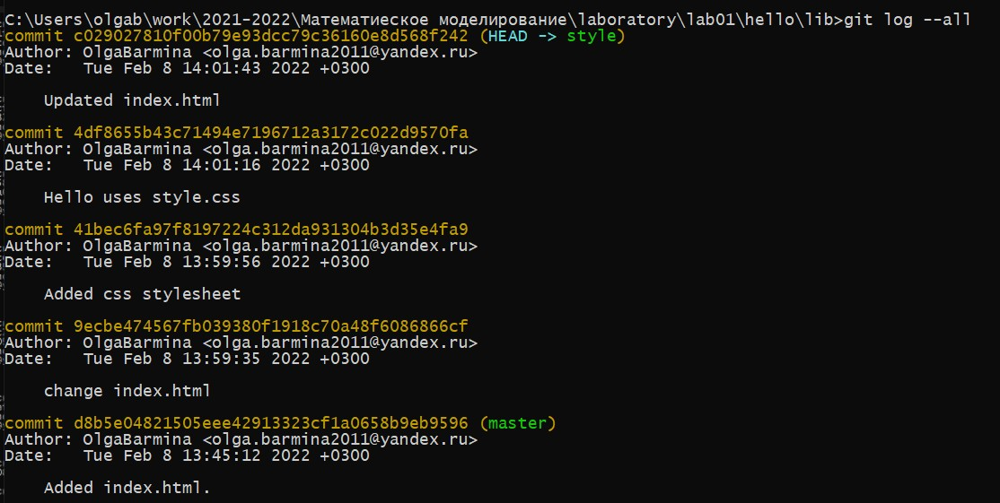 C:\Users\olgab\work\2021-2022\Математиеское моделирование\laboratory\lab01\hello\lib>git log --all
commit c029027810f00b79e93dcc79c36160e8d568f242 (HEAD -> style)
Author: OlgaBarmina <olga.barmina2011@yandex.ru>
Date:   Tue Feb 8 14:01:43 2022 +0300
    Updated index.html
commit 4df8655b43c71494e7196712a3172c022d9570fa
Author: OlgaBarmina <olga.barmina2011@yandex.ru>
Date:   Tue Feb 8 14:01:16 2022 +0300
    Hello uses style.css
commit 41bec6fa97f8197224c312da931304b3d35e4fa9
Author: OlgaBarmina <olga.barmina2011@yandex.ru>
Date:   Tue Feb 8 13:59:56 2022 +0300
    Added css stylesheet
commit 9ecbe474567fb039380f1918c70a48f6086866cf
Author: OlgaBarmina <olga.barmina2011@yandex.ru>
Date:   Tue Feb 8 13:59:35 2022 +0300
    change index.html
commit d8b5e04821505eee42913323cf1a0658b9eb9596 (master)
Author: OlgaBarmina <olga.barmina2011@yandex.ru>
Date:   Tue Feb 8 13:45:12 2022 +0300
    Added index.html.